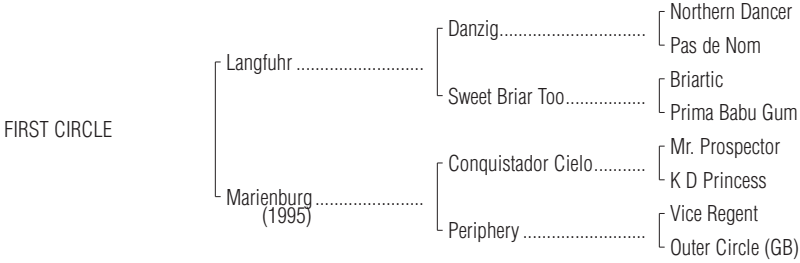 Northern Dancer
Danzig..............................
Pas de Nom
Langfuhr ..........................
Briartic
Sweet Briar Too.................
Prima Babu Gum
FIRST CIRCLE
Mr. Prospector
Conquistador Cielo...........
K D Princess
Marienburg.......................
(1995)
Vice Regent
Periphery .........................
Outer Circle (GB)